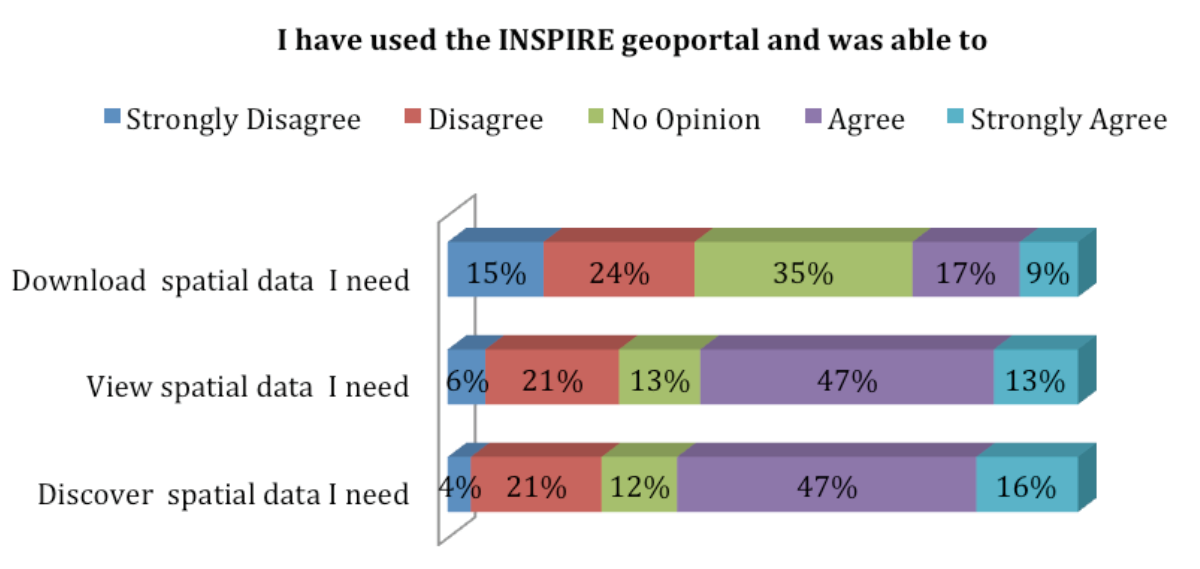 I have used the INSPIRE geoportal and was able to
Strongly Disagree Disagree No Opinion Agree Strongly Agree
Download spatial data I need 15% 24% 35% 17% 9%
View spatial data I need 6% 21% 13% 47% 13%
Discover spatial data I need 4% 21% 12% 47% 16%